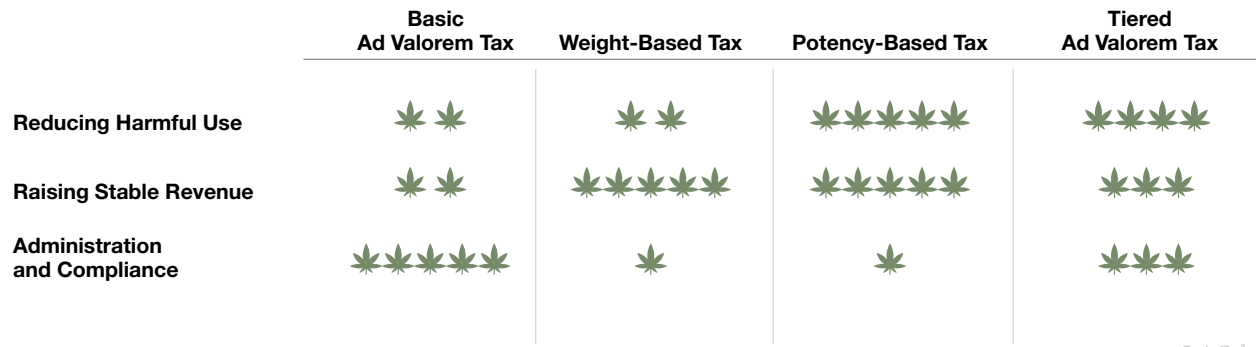 Basic
Ad Valorem Tax
Weight-Based Tax
Potency-Based Tax
Tiered
Ad Valorem Tax
Reducing Harmful Use
Raising Stable Revenue
Administration
and Compliance